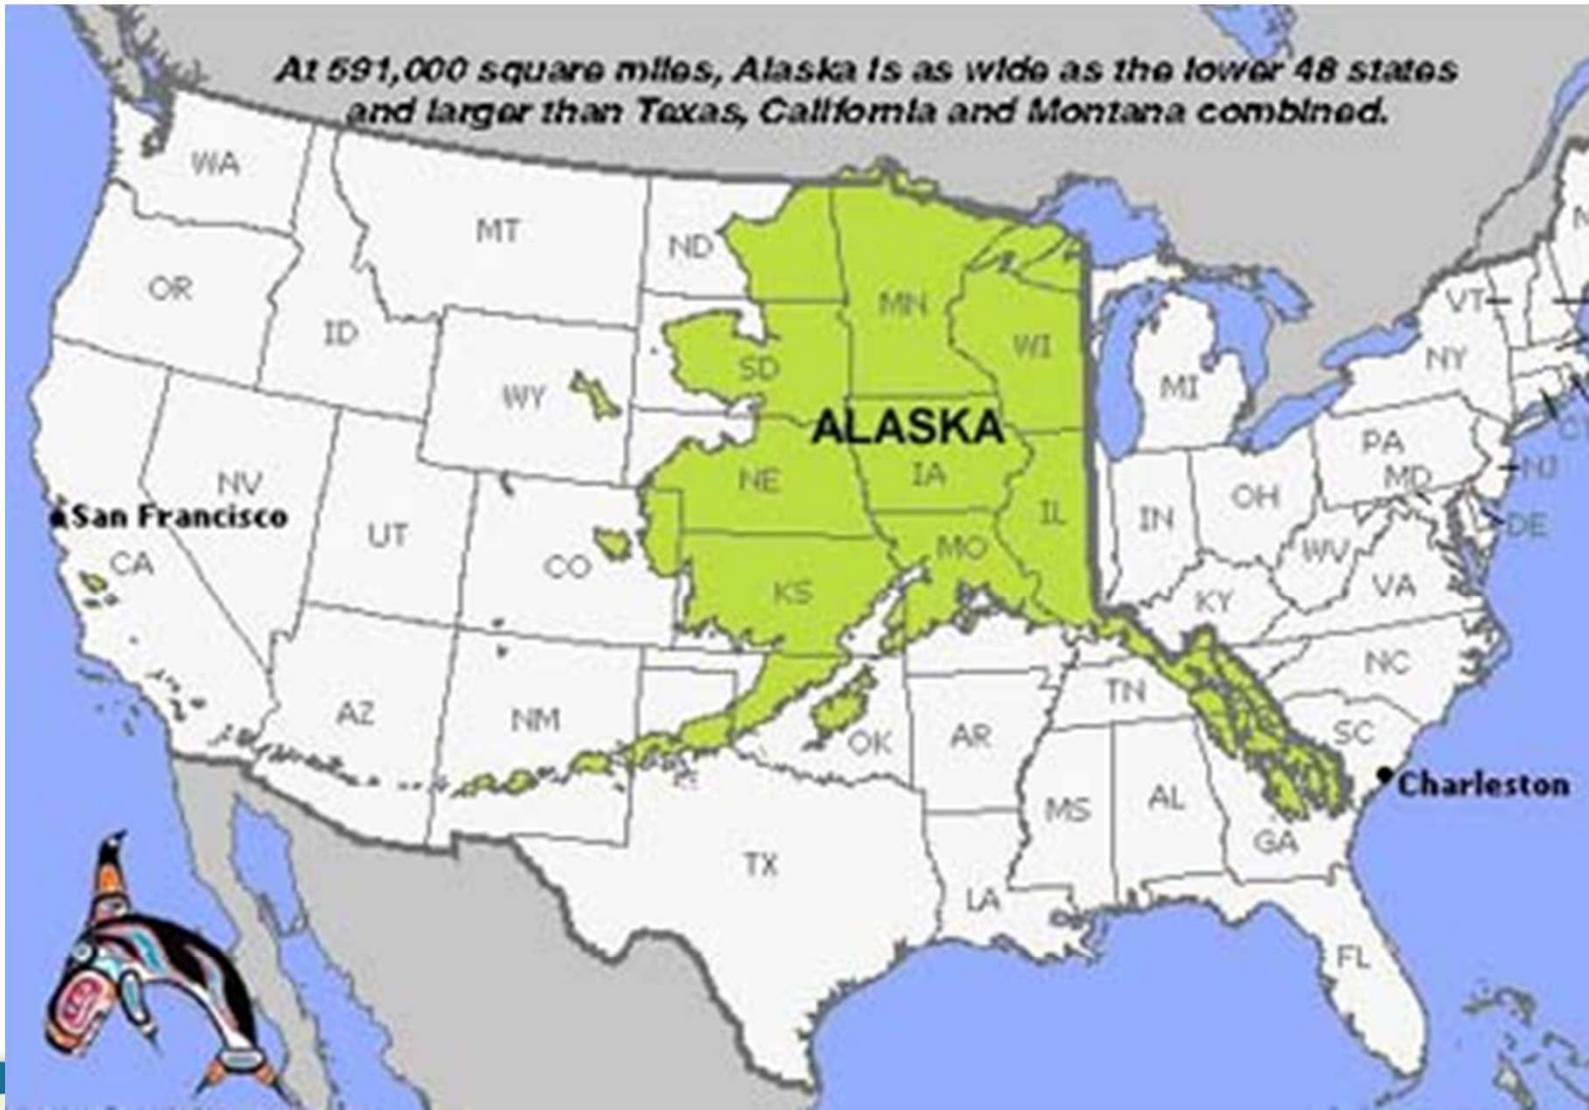 At 591,000 square miles, Alaska is as wide as the lower 48 states
and larger than Texas, California and Montana combined.
WA
MT
ND
OR
ID
MN
VT
WI
NY
SD
WY
MI
ALASKA
PA
NV
NE
IA
MD
NJ
San Francisco
UT
IL
IN
OH
DE
CA
CO
MO
WV
KS
KY
VA
NC
AZ
NM
TN
OK
AR
SC
Charleston
MS
AL
GA
TX
LA
FL